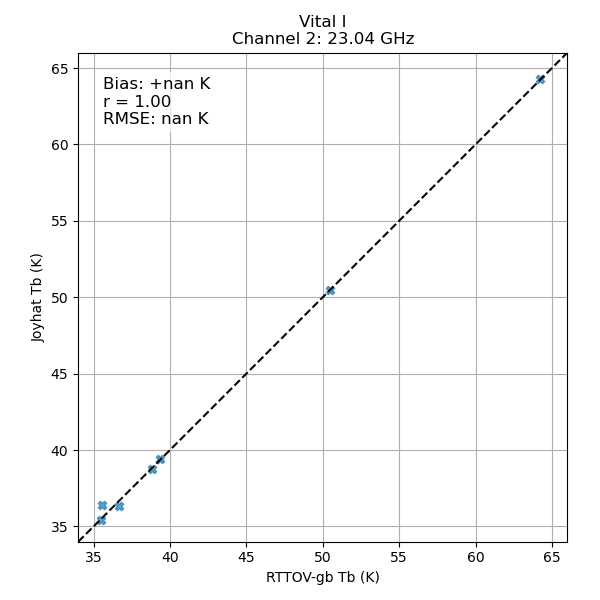 Vital I
Channel 2: 23.04 GHz
Bias: +nan K
r = 1.00
RMSE: nan K
65
60
55
50
45
40
35
Joyhat Tb (K)
35 40 45 50 55 60 65
RTTOV-gb Tb (K)